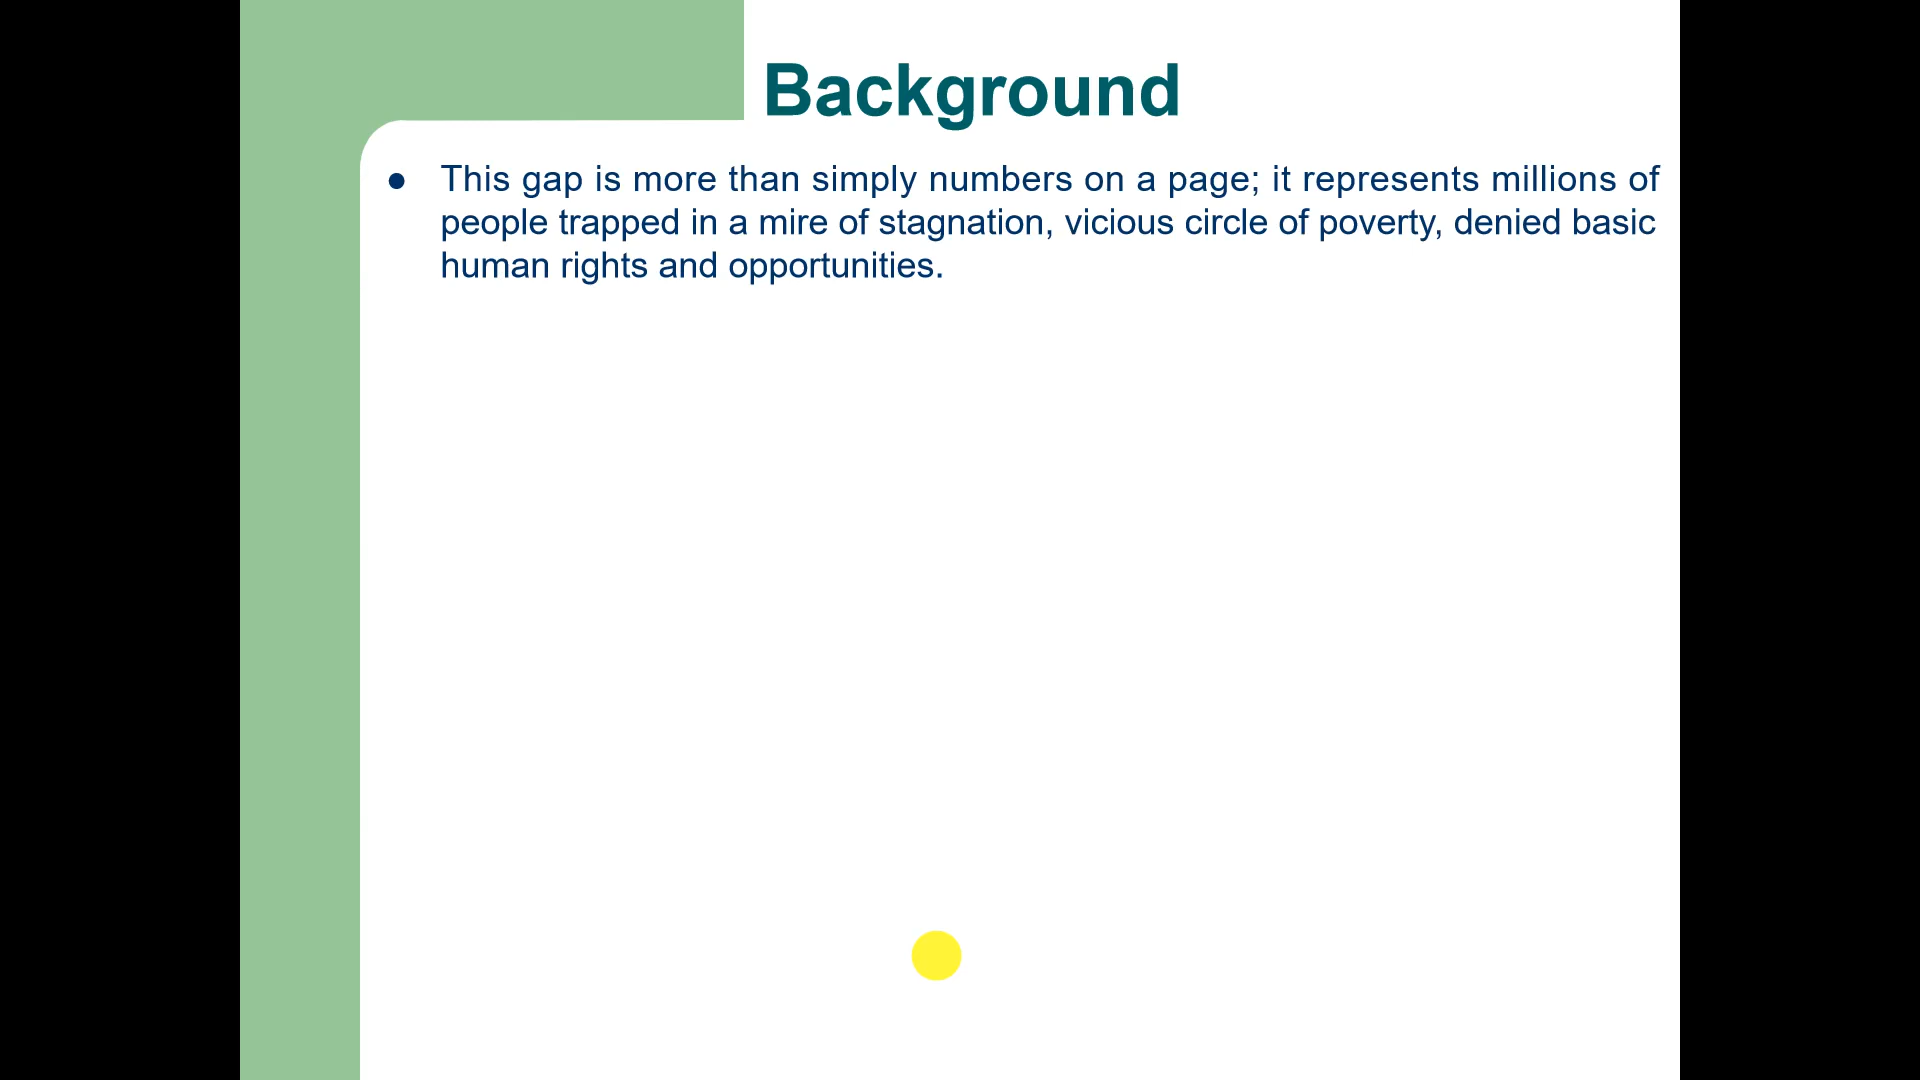 Background
● This gap is more than simply numbers on a page; it represents millions of
people trapped in a mire of stagnation, vicious circle of poverty, denied basic
human rights and opportunities.